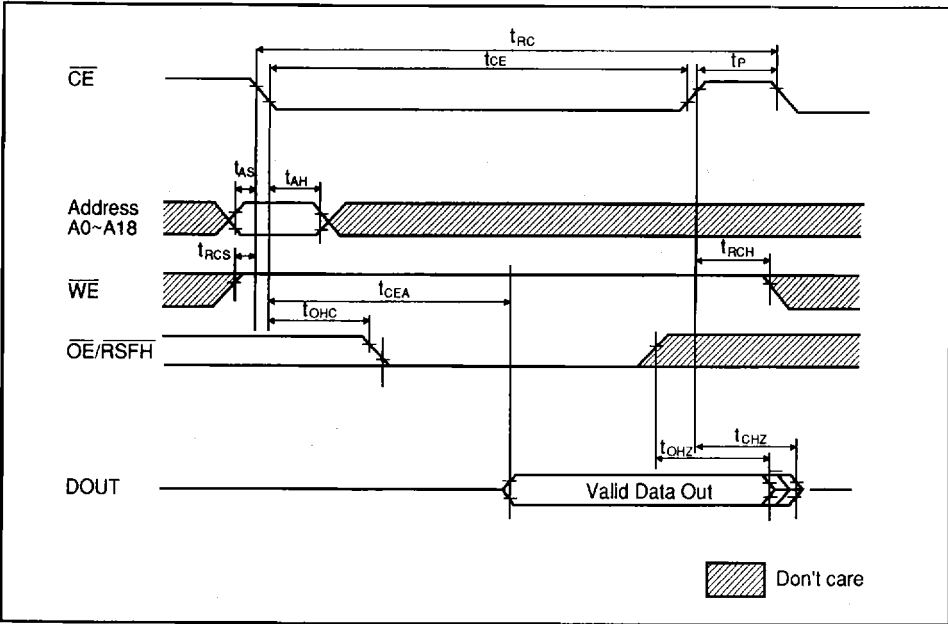 tRC
tCE
tP
CE
tAS
tAH
Address
A0~A18
tRCS
tRCH
WE
tCEA
tOHC
OE/RSFH
tCHZ
tOHZ
DOUT
Valid Data Out
Don't care